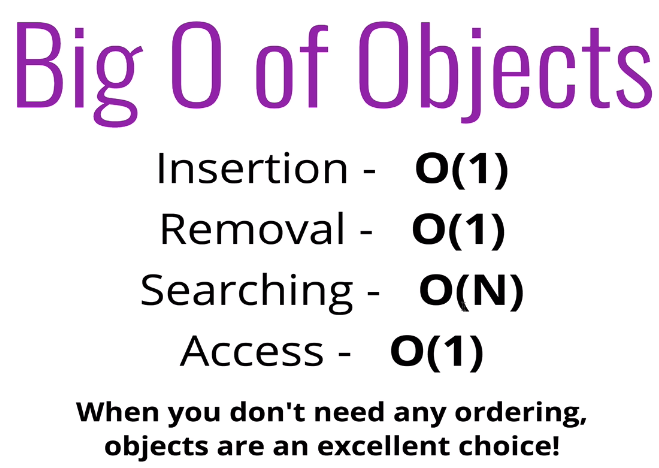 Big O of Objects
Insertion - O(1)
Removal - O(1)
Searching - O(N)
Access - O(1)
When you don't need any ordering,
objects are an excellent choice!